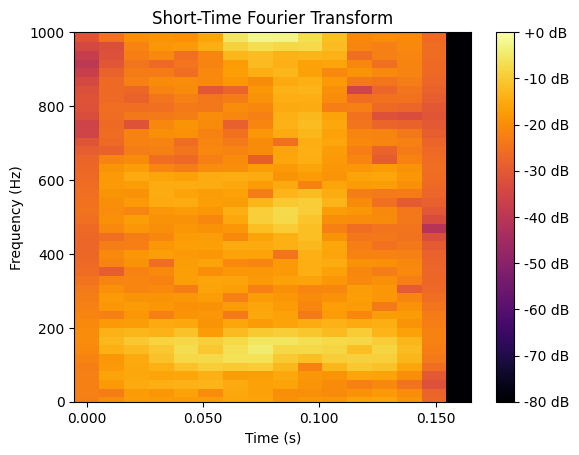 Short-Time Fourier Transform
1000
800
600
400
200
0
Frequency (Hz)
0.000
0.050
0.100
0.150
Time (s)
+0 dB
-10 dB
-20 dB
-30 dB
-40 dB
-50 dB
-60 dB
-70 dB
-80 dB